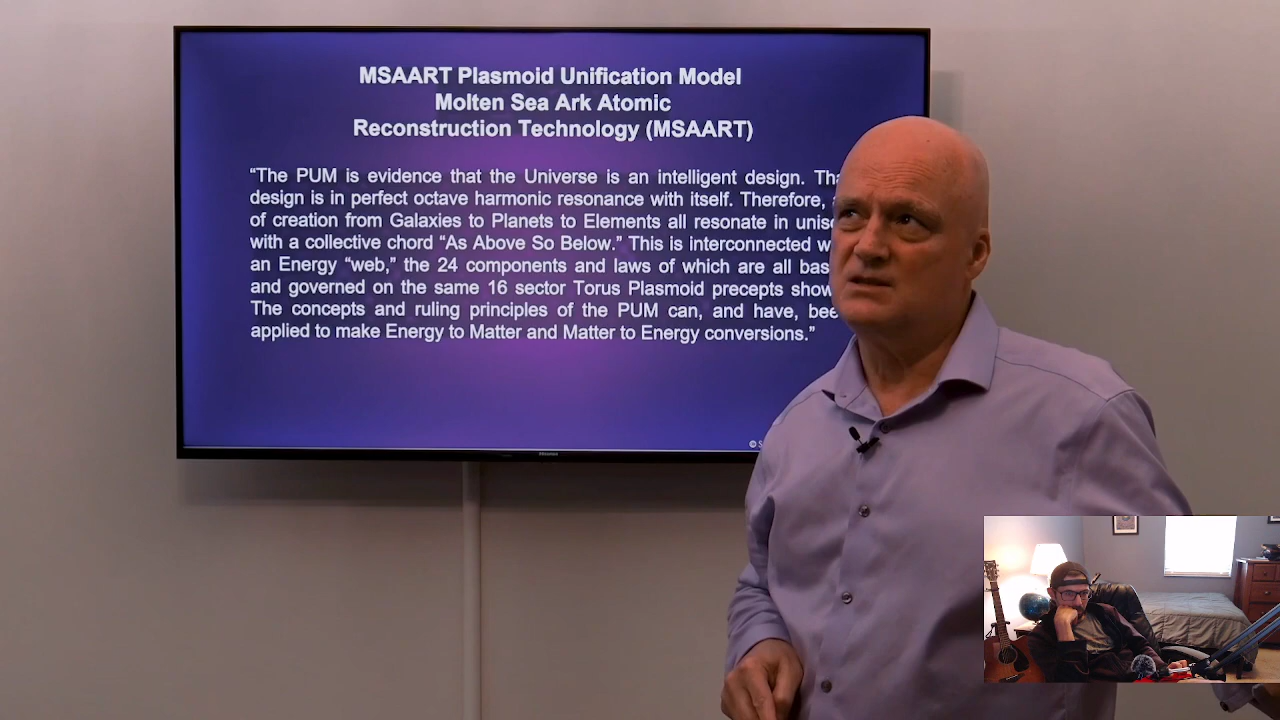 MSAART Plasmoid Unification Model
Molten Sea Ark Atomic
Reconstruction Technology (MSAART)
“The PUM is evidence that the Universe is an intelligent design.
design is in perfect octave harmonic resonance with itself. Therefore,
of creation from Galaxies to Planets to Elements all resonate in
with a collective chord “As Above So Below.” This is interconnected
an Energy “web,” the 24 components and laws of which are all
and governed on the same 16 sector Torus Plasmoid precepts
The concepts and ruling principles of the PUM can, and have,
applied to make Energy to Matter and Matter to Energy conversions.”
©
Hisense